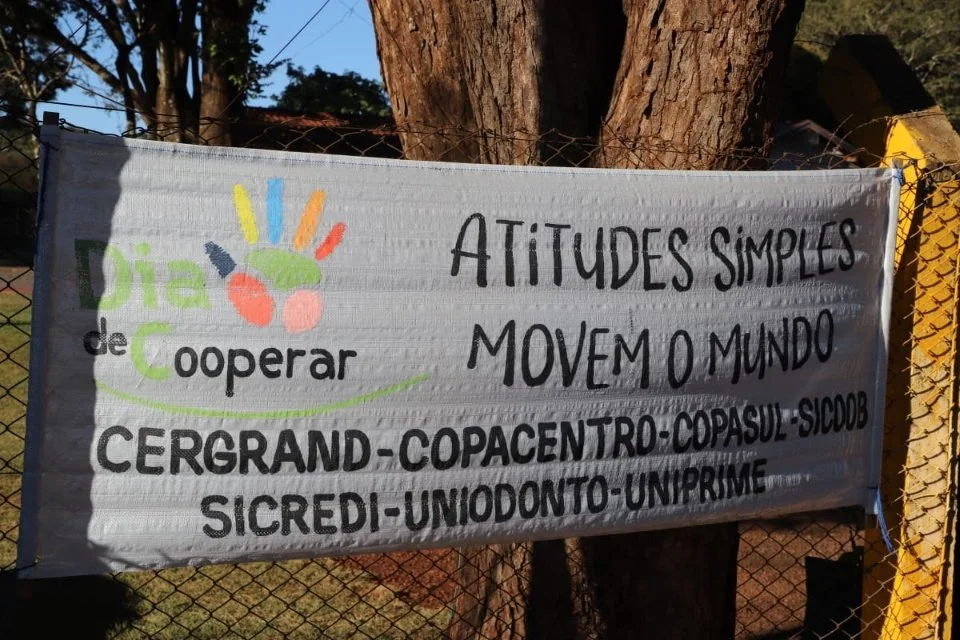 Dia
de Cooperar
ATITUDES SIMPLES
MOVEM O MUNDO
CERGRAND-COPACENTRO-COPASUL-SICOOB
SICREDI-UNIODONTO-UNIPRIME